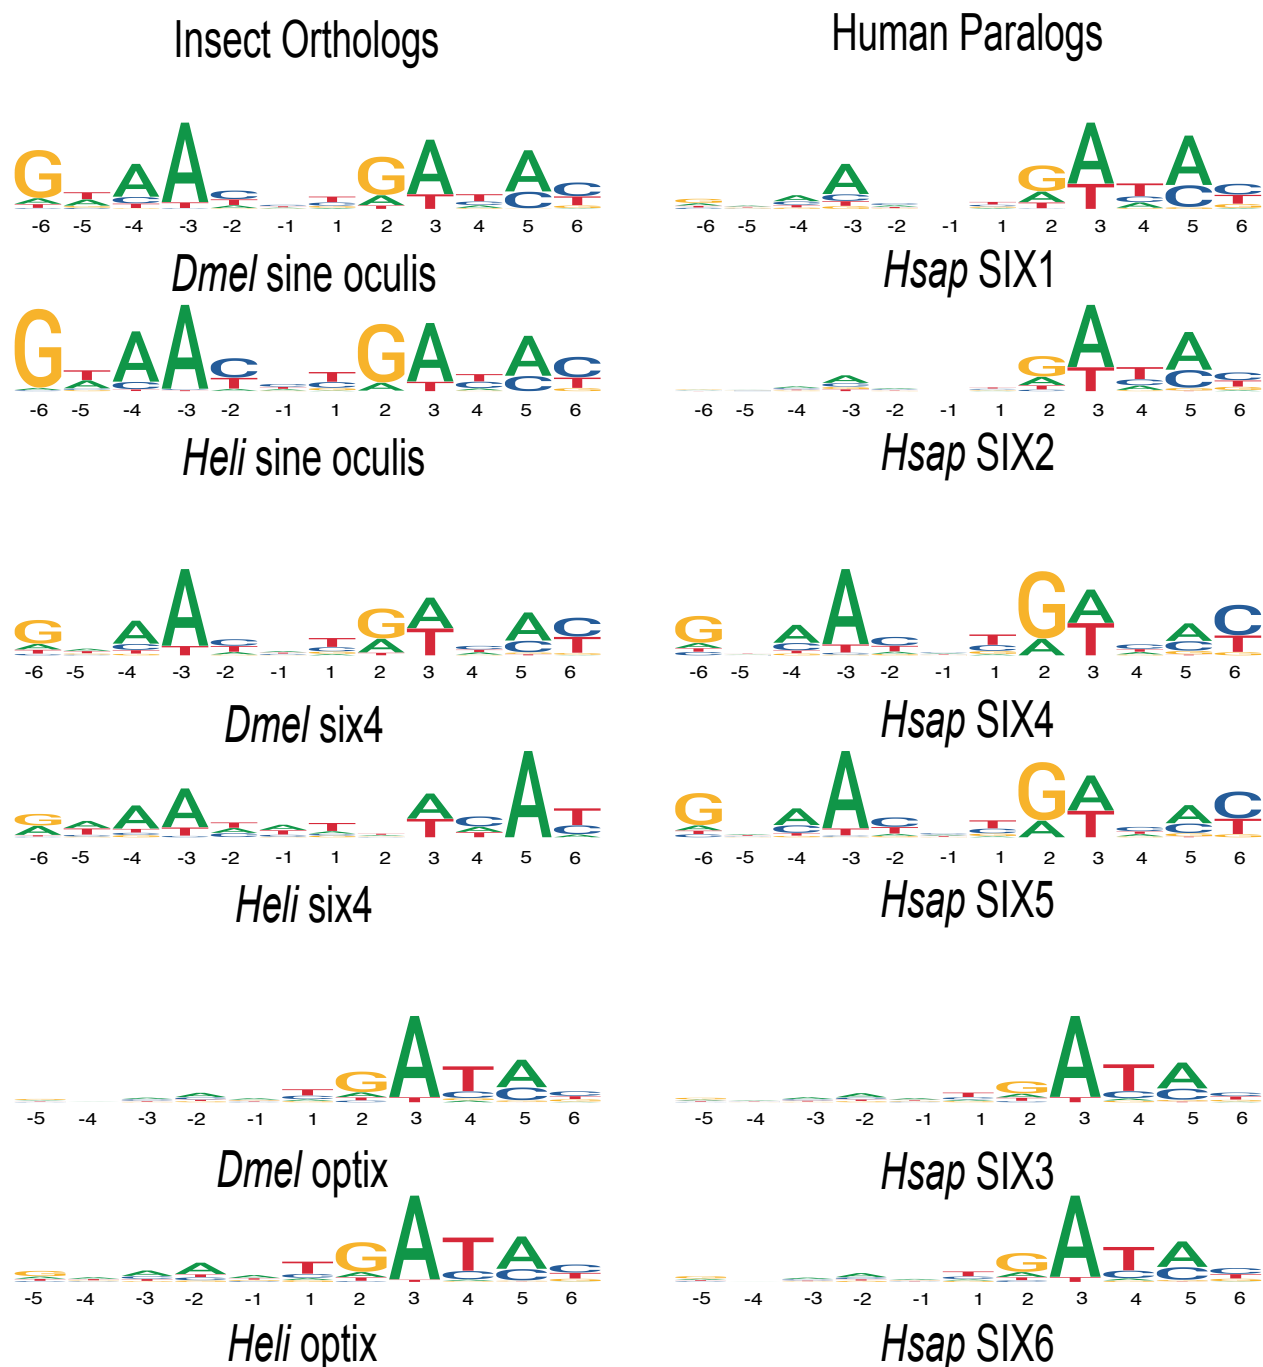 Insect Orthologs Human Paralogs
-6 -5 -4 -3 -2 -1 1 2 3 4 5 6 -6 -5 -4 -3 -2 -1 1 2 3 4 5 6
Dmel sine oculis Hsap SIX1
-6 -5 -4 -3 -2 -1 1 2 3 4 5 6 -6 -5 -4 -3 -2 -1 1 2 3 4 5 6
Heli sine oculis Hsap SIX2
-6 -5 -4 -3 -2 -1 1 2 3 4 5 6 -6 -5 -4 -3 -2 -1 1 2 3 4 5 6
Dmel six4 Hsap SIX4
-6 -5 -4 -3 -2 -1 1 2 3 4 5 6 -6 -5 -4 -3 -2 -1 1 2 3 4 5 6
Heli six4 Hsap SIX5
-5 -4 -3 -2 -1 1 2 3 4 5 6 -5 -4 -3 -2 -1 1 2 3 4 5 6
Dmel optix Hsap SIX3
-5 -4 -3 -2 -1 1 2 3 4 5 6 -5 -4 -3 -2 -1 1 2 3 4 5 6
Heli optix Hsap SIX6